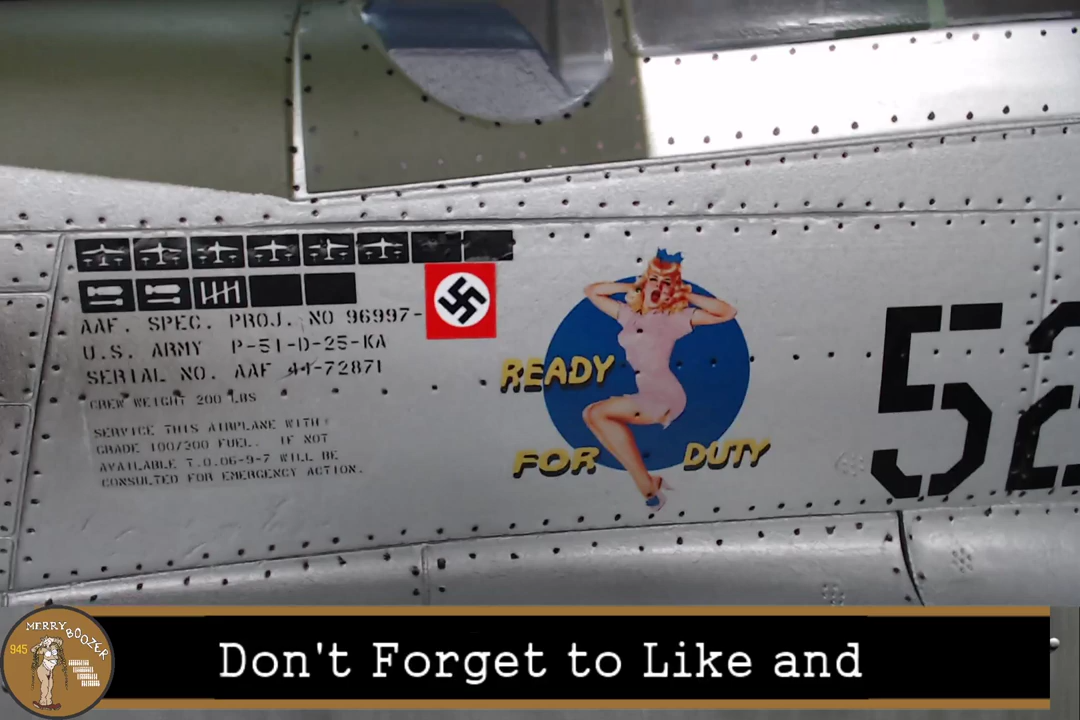 AAF. SPEC. PROJ. NO 96997-
U.S. ARMY P-51-D-25-KA
SERIAL NO. AAF 44-72871
CREW WEIGHT 200 LBS
SERVICE THIS AIRPLANE WITH
GRADE 100/200 FUEL. IF NOT
AVAILABLE T.O.06-9-7 WILL BE
CONSULTED FOR EMERGENCY ACTION.
READY
FOR DUTY
52
MERRY BOOZER
945
Don't Forget to Like and